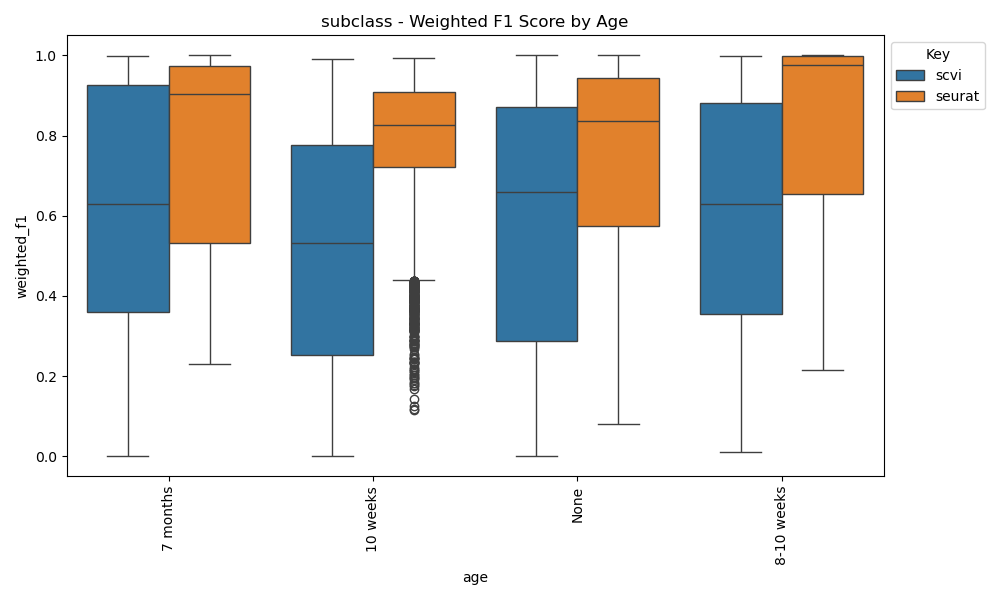 subclass - Weighted F1 Score by Age
Key
scvi
seurat
weighted_f1
1.0
0.8
0.6
0.4
0.2
0.0
7 months
10 weeks
None
8-10 weeks
age